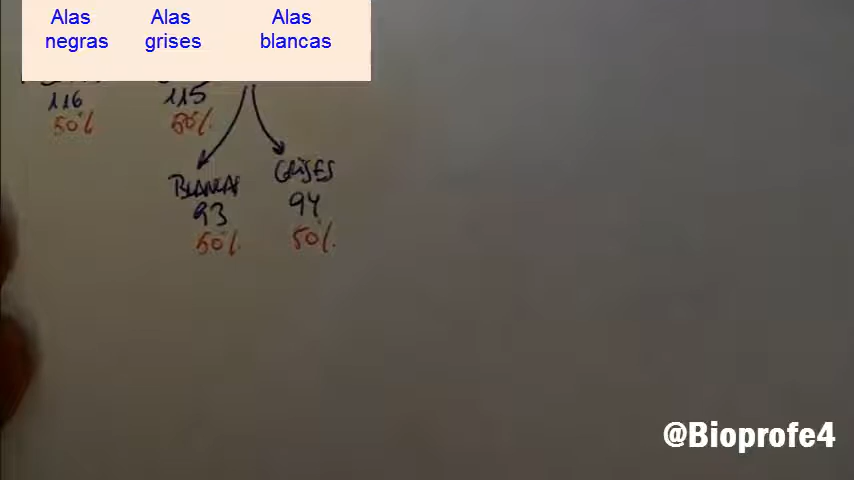 Alas Alas Alas
negras grises blancas
116 115
50% 50%
BLANCAS GRISES
93 94
50% 50%
@Bioprofe4